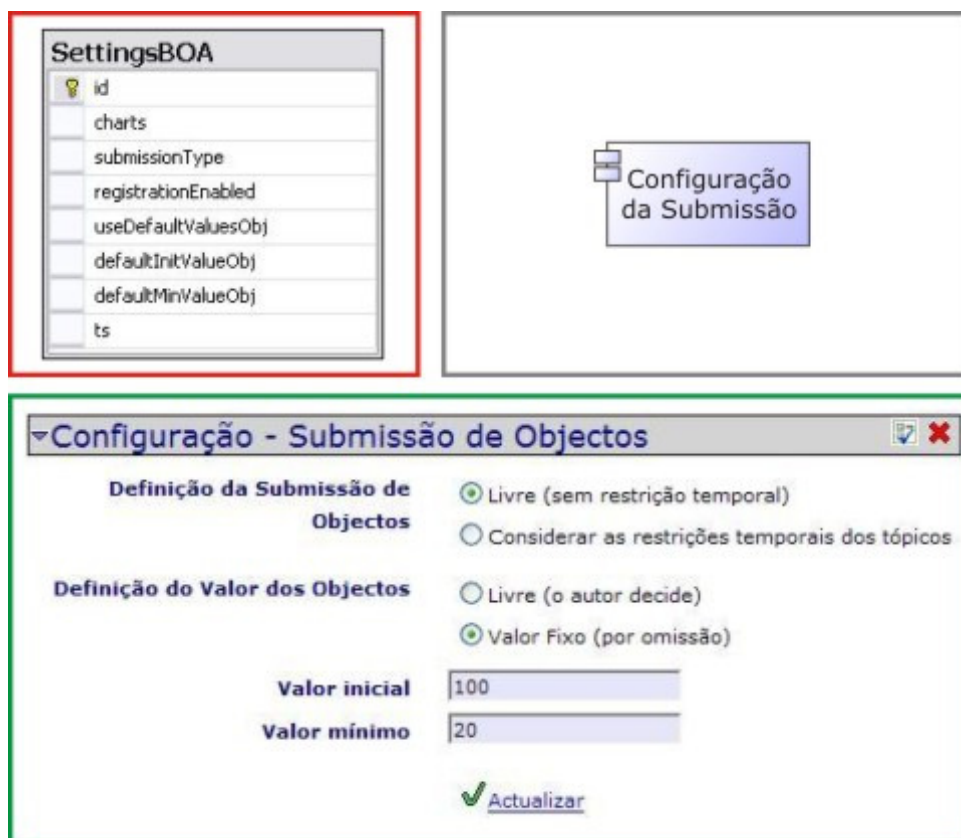 SettingsBOA
id
charts
submissionType
registrationEnabled
useDefaultValuesObj
defaultInitValueObj
defaultMinValueObj
ts
Configuração
da Submissão
Configuração - Submissão de Objectos
Definição da Submissão de
Objectos
Livre (sem restrição temporal)
Considerar as restrições temporais dos tópicos
Definição do Valor dos Objectos
Livre (o autor decide)
Valor Fixo (por omissão)
Valor inicial
100
Valor mínimo
20
Actualizar